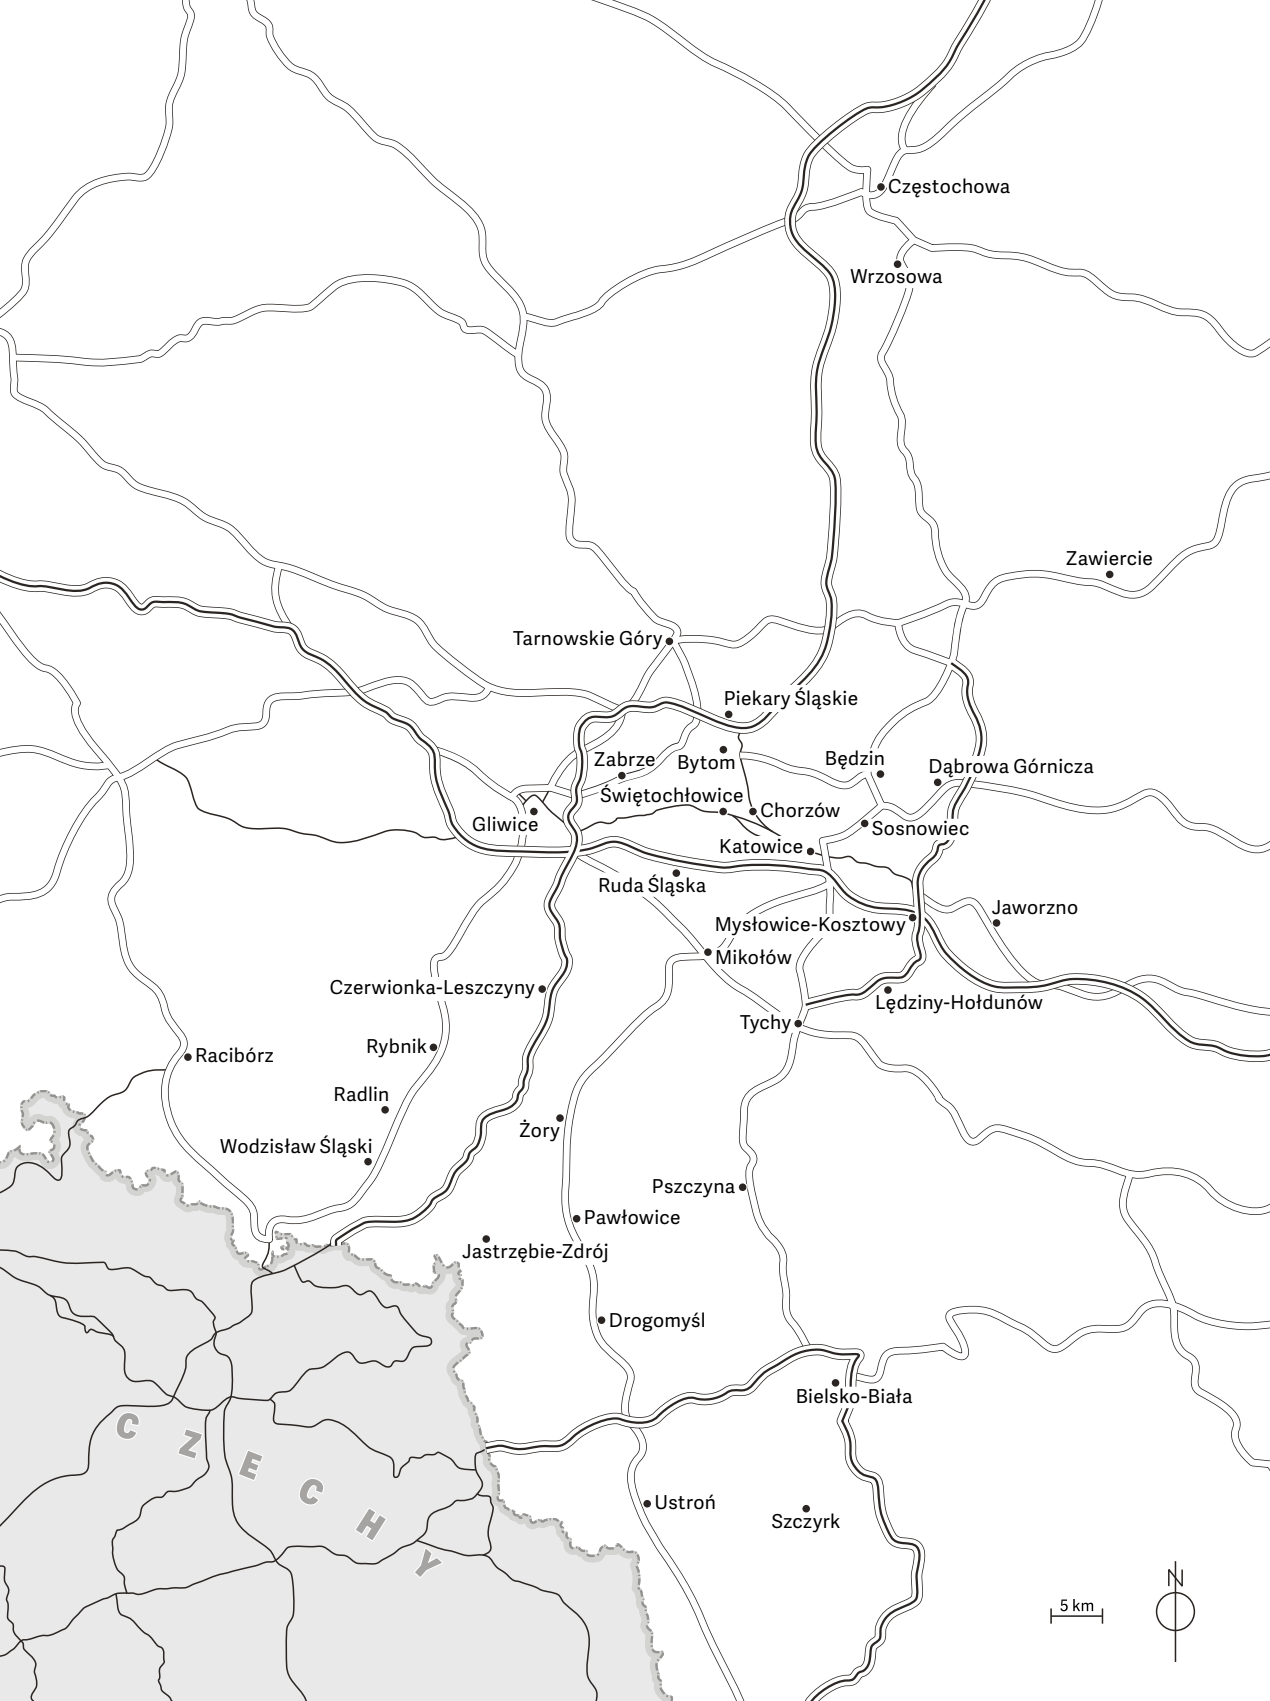 Częstochowa
Wrzosowa
Zawiercie
Tarnowskie Góry
Piekary Śląskie
Zabrze
Bytom
Będzin
Dąbrowa Górnicza
Świętochłowice
Chorzów
Gliwice
Sosnowiec
Katowice
Ruda Śląska
Jaworzno
Mysłowice-Kosztowy
Mikołów
Czerwionka-Leszczyny
Lędziny-Hołdunów
Tychy
Rybnik
Racibórz
Radlin
Żory
Wodzisław Śląski
Pszczyna
Pawłowice
Jastrzębie-Zdrój
Drogomyśl
Bielsko-Biała
CZECHY
Ustroń
Szczyrk
N
5 km